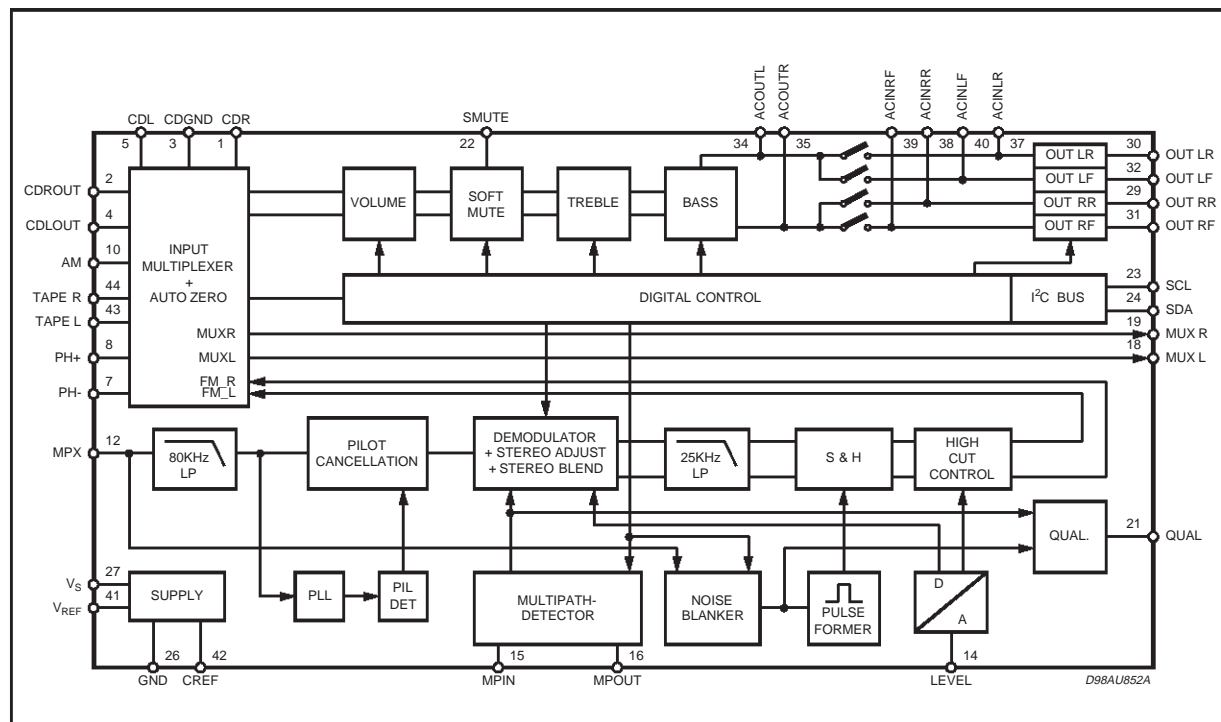 ACOUTL
ACOUTR
ACINRF
ACINRR
ACINLF
ACINLR
CDL
CDGND
CDR
SMUTE
5
3
1
22
34
35
39
38
40
37
30
OUT LR
OUT LR
2
CDROUT
32
OUT LF
OUT LF
4
CDLOUT
29
OUT RR
OUT RR
31
OUT RF
OUT RF
VOLUME
SOFT
MUTE
TREBLE
BASS
INPUT
MULTIPLEXER
+
AUTO ZERO
10
AM
44
TAPE R
43
TAPE L
8
PH+
7
PH-
DIGITAL CONTROL
I²C BUS
23
SCL
24
SDA
MUXR
19
MUX R
MUXL
18
MUX L
FM_R
FM_L
12
MPX
80KHz
LP
PILOT
CANCELLATION
DEMODULATOR
+ STEREO ADJUST
+ STEREO BLEND
25KHz
LP
S & H
HIGH
CUT
CONTROL
QUAL.
21
QUAL
27
VS
41
VREF
SUPPLY
PLL
PIL
DET
MULTIPATH-
DETECTOR
NOISE
BLANKER
PULSE
FORMER
D
A
26
GND
42
CREF
15
MPIN
16
MPOUT
14
LEVEL
D98AU852A